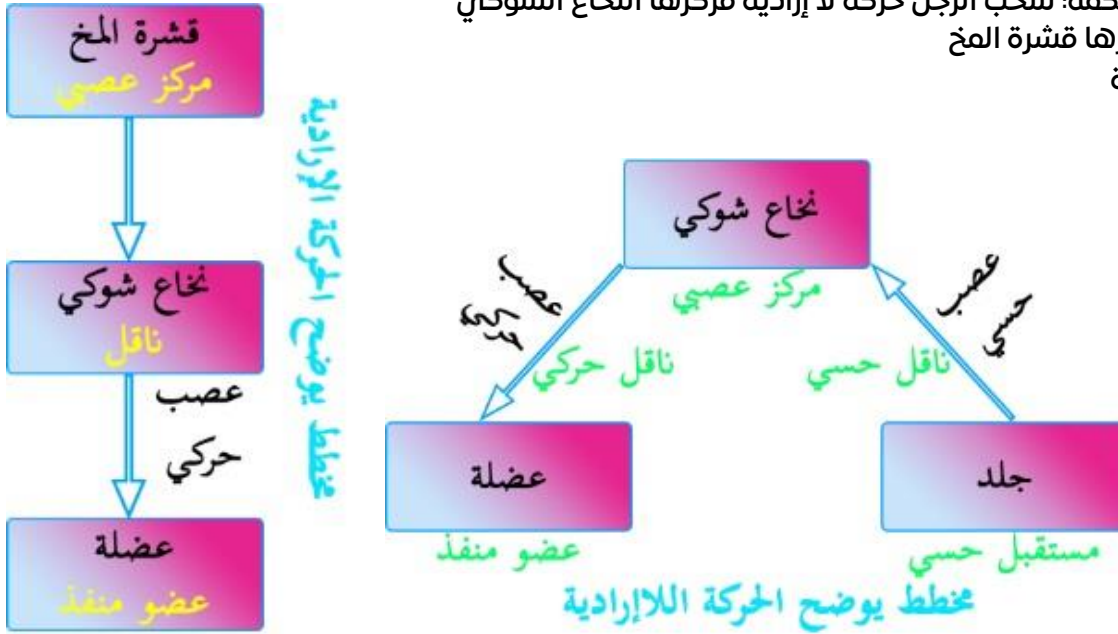 سحب الرجل حركة لا إرادية مركزها النخاع الشوكي
قشرة المخ
قشرة المخ
مركز عصبي
نخاع شوكي
ناقل
عصب
حركي
عضلة
عضو منفذ
مخطط يوضح الحركة الإرادية
نخاع شوكي
مركز عصبي
عصب
حسي
ناقل حسي
عصب
حركي
ناقل حركي
جلد
مستقبل حسي
عضلة
عضو منفذ
مخطط يوضح الحركة اللاإرادية